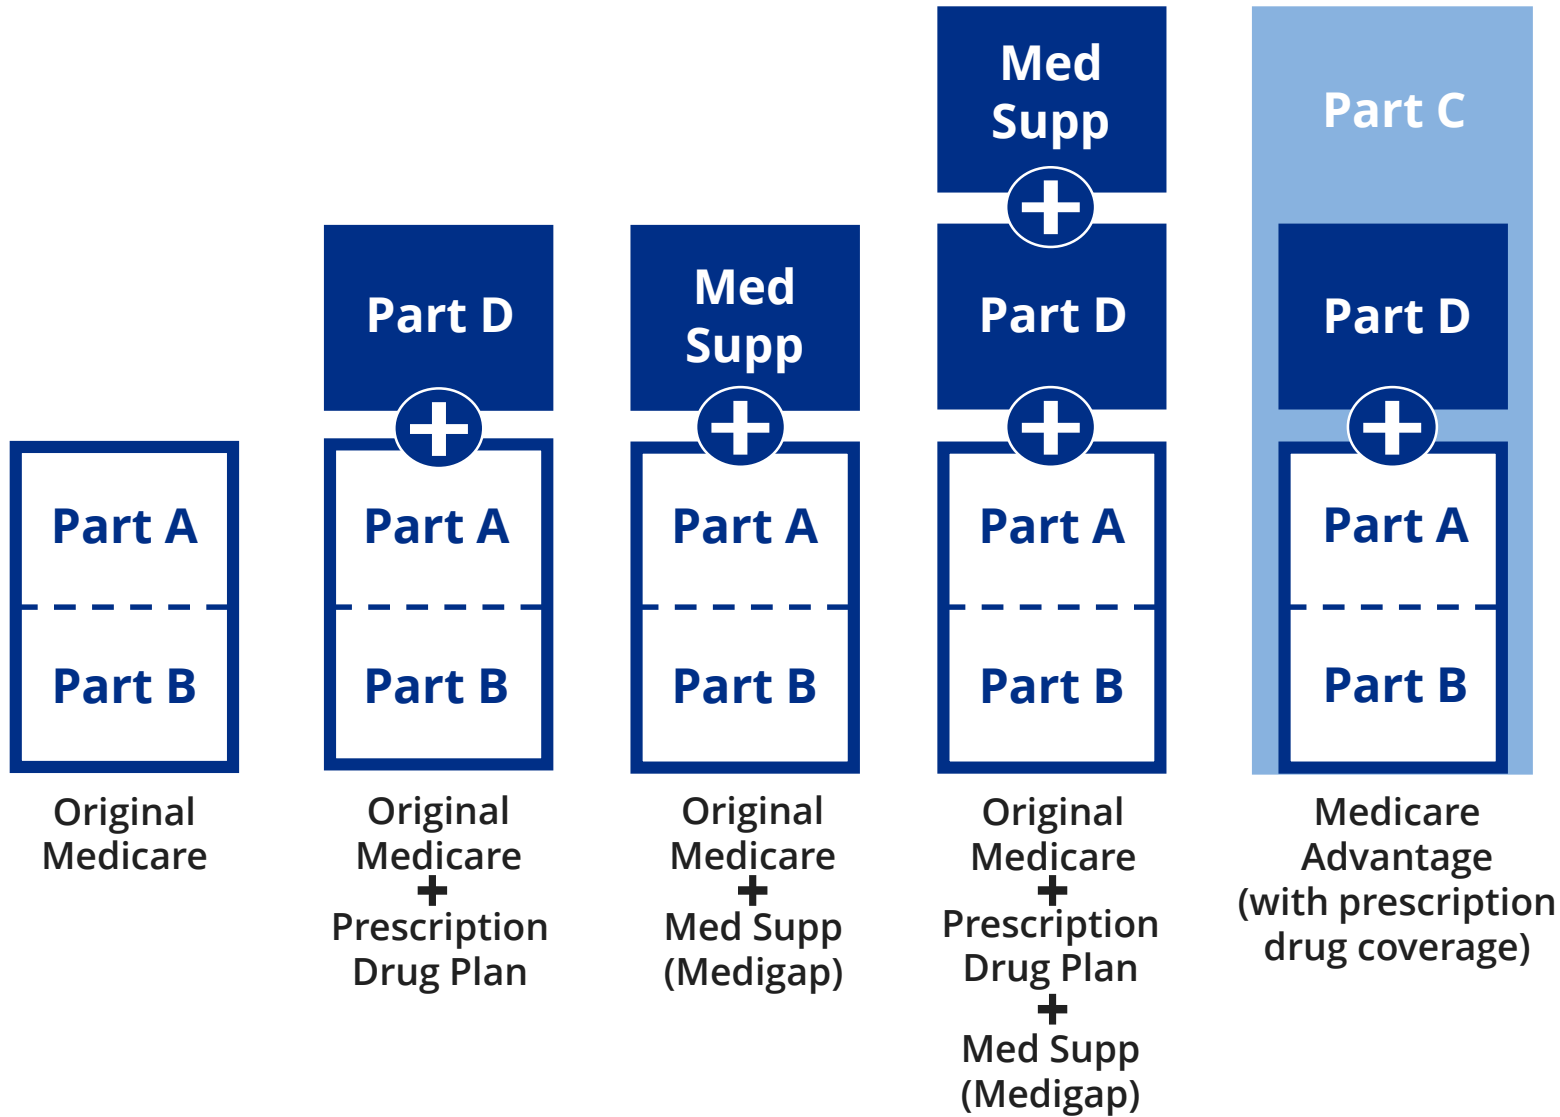 Part A
Part B
Original
Medicare
Part D
+
Part A
Part B
Original
Medicare
+
Prescription
Drug Plan
Med
Supp
+
Part A
Part B
Original
Medicare
+
Med Supp
(Medigap)
Med
Supp
+
Part D
+
Part A
Part B
Original
Medicare
+
Prescription
Drug Plan
+
Med Supp
(Medigap)
Part C
Part D
+
Part A
Part B
Medicare
Advantage
(with prescription
drug coverage)